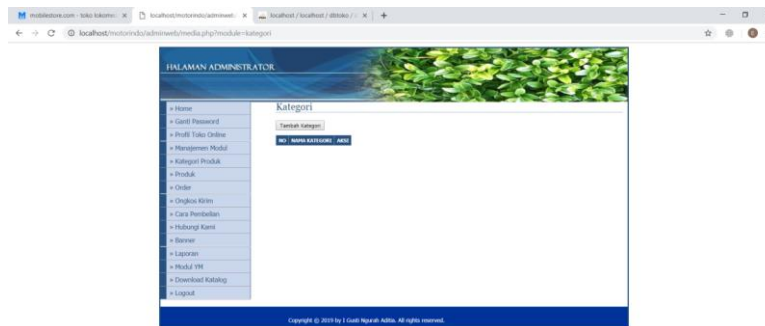 mobilestore.com - toko tokomo
localhost/motorindo/adminweb/
localhost / localhost / dbtoko /
localhost/motorindo/adminweb/media.php?module=kategori
HALAMAN ADMINISTRATOR
» Home
» Ganti Password
» Profil Toko Online
» Manajemen Modul
» Kategori Produk
» Produk
» Order
» Ongkos Kirim
» Cara Pembelian
» Hubungi Kami
» Banner
» Laporan
» Modul YM
» Download Katalog
» Logout
Kategori
Tambah Kategori
NO NAMA KATEGORI AKSI
Copyright © 2019 by I Gusti Ngurah Aditia. All rights reserved.